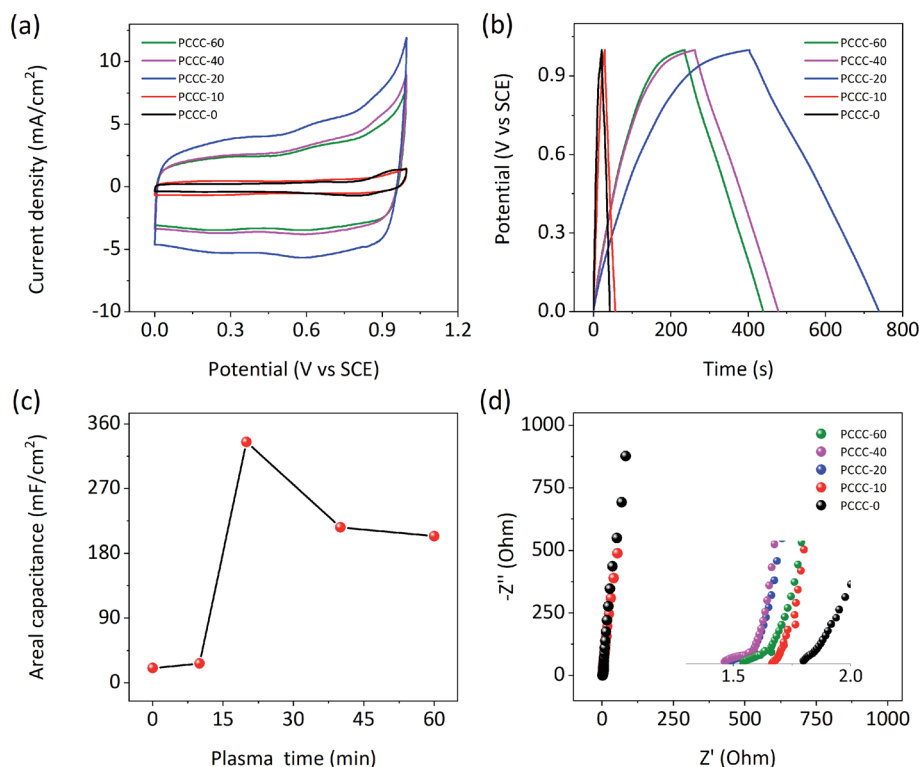 (a)
PCCC-60
PCCC-40
PCCC-20
PCCC-10
PCCC-0
Current density (mA/cm²)
10
5
0
-5
-10
0.0 0.3 0.6 0.9 1.2
Potential (V vs SCE)
(b)
PCCC-60
PCCC-40
PCCC-20
PCCC-10
PCCC-0
Potential (V vs SCE)
0.9
0.6
0.3
0.0
0 200 400 600 800
Time (s)
(c)
Areal capacitance (mF/cm²)
360
270
180
90
0
0 15 30 45 60
Plasma time (min)
(d)
PCCC-60
PCCC-40
PCCC-20
PCCC-10
PCCC-0
-Z'' (Ohm)
1000
750
500
250
0
1.5 2.0
0 250 500 750 1000
Z' (Ohm)